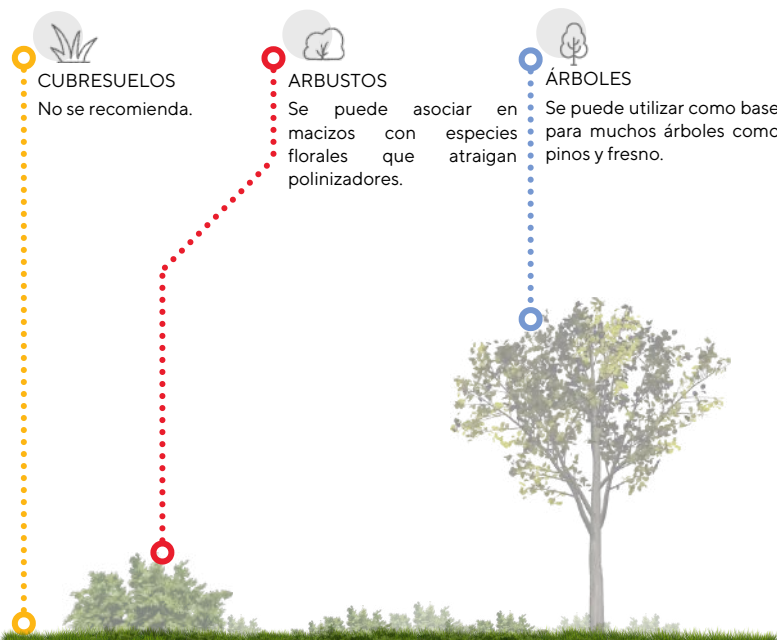 CUBRESUELOS
No se recomienda.
ARBUSTOS
Se puede asociar en
macizos con especies
florales que atraigan
polinizadores.
ÁRBOLES
Se puede utilizar como base
para muchos árboles como
pinos y fresno.